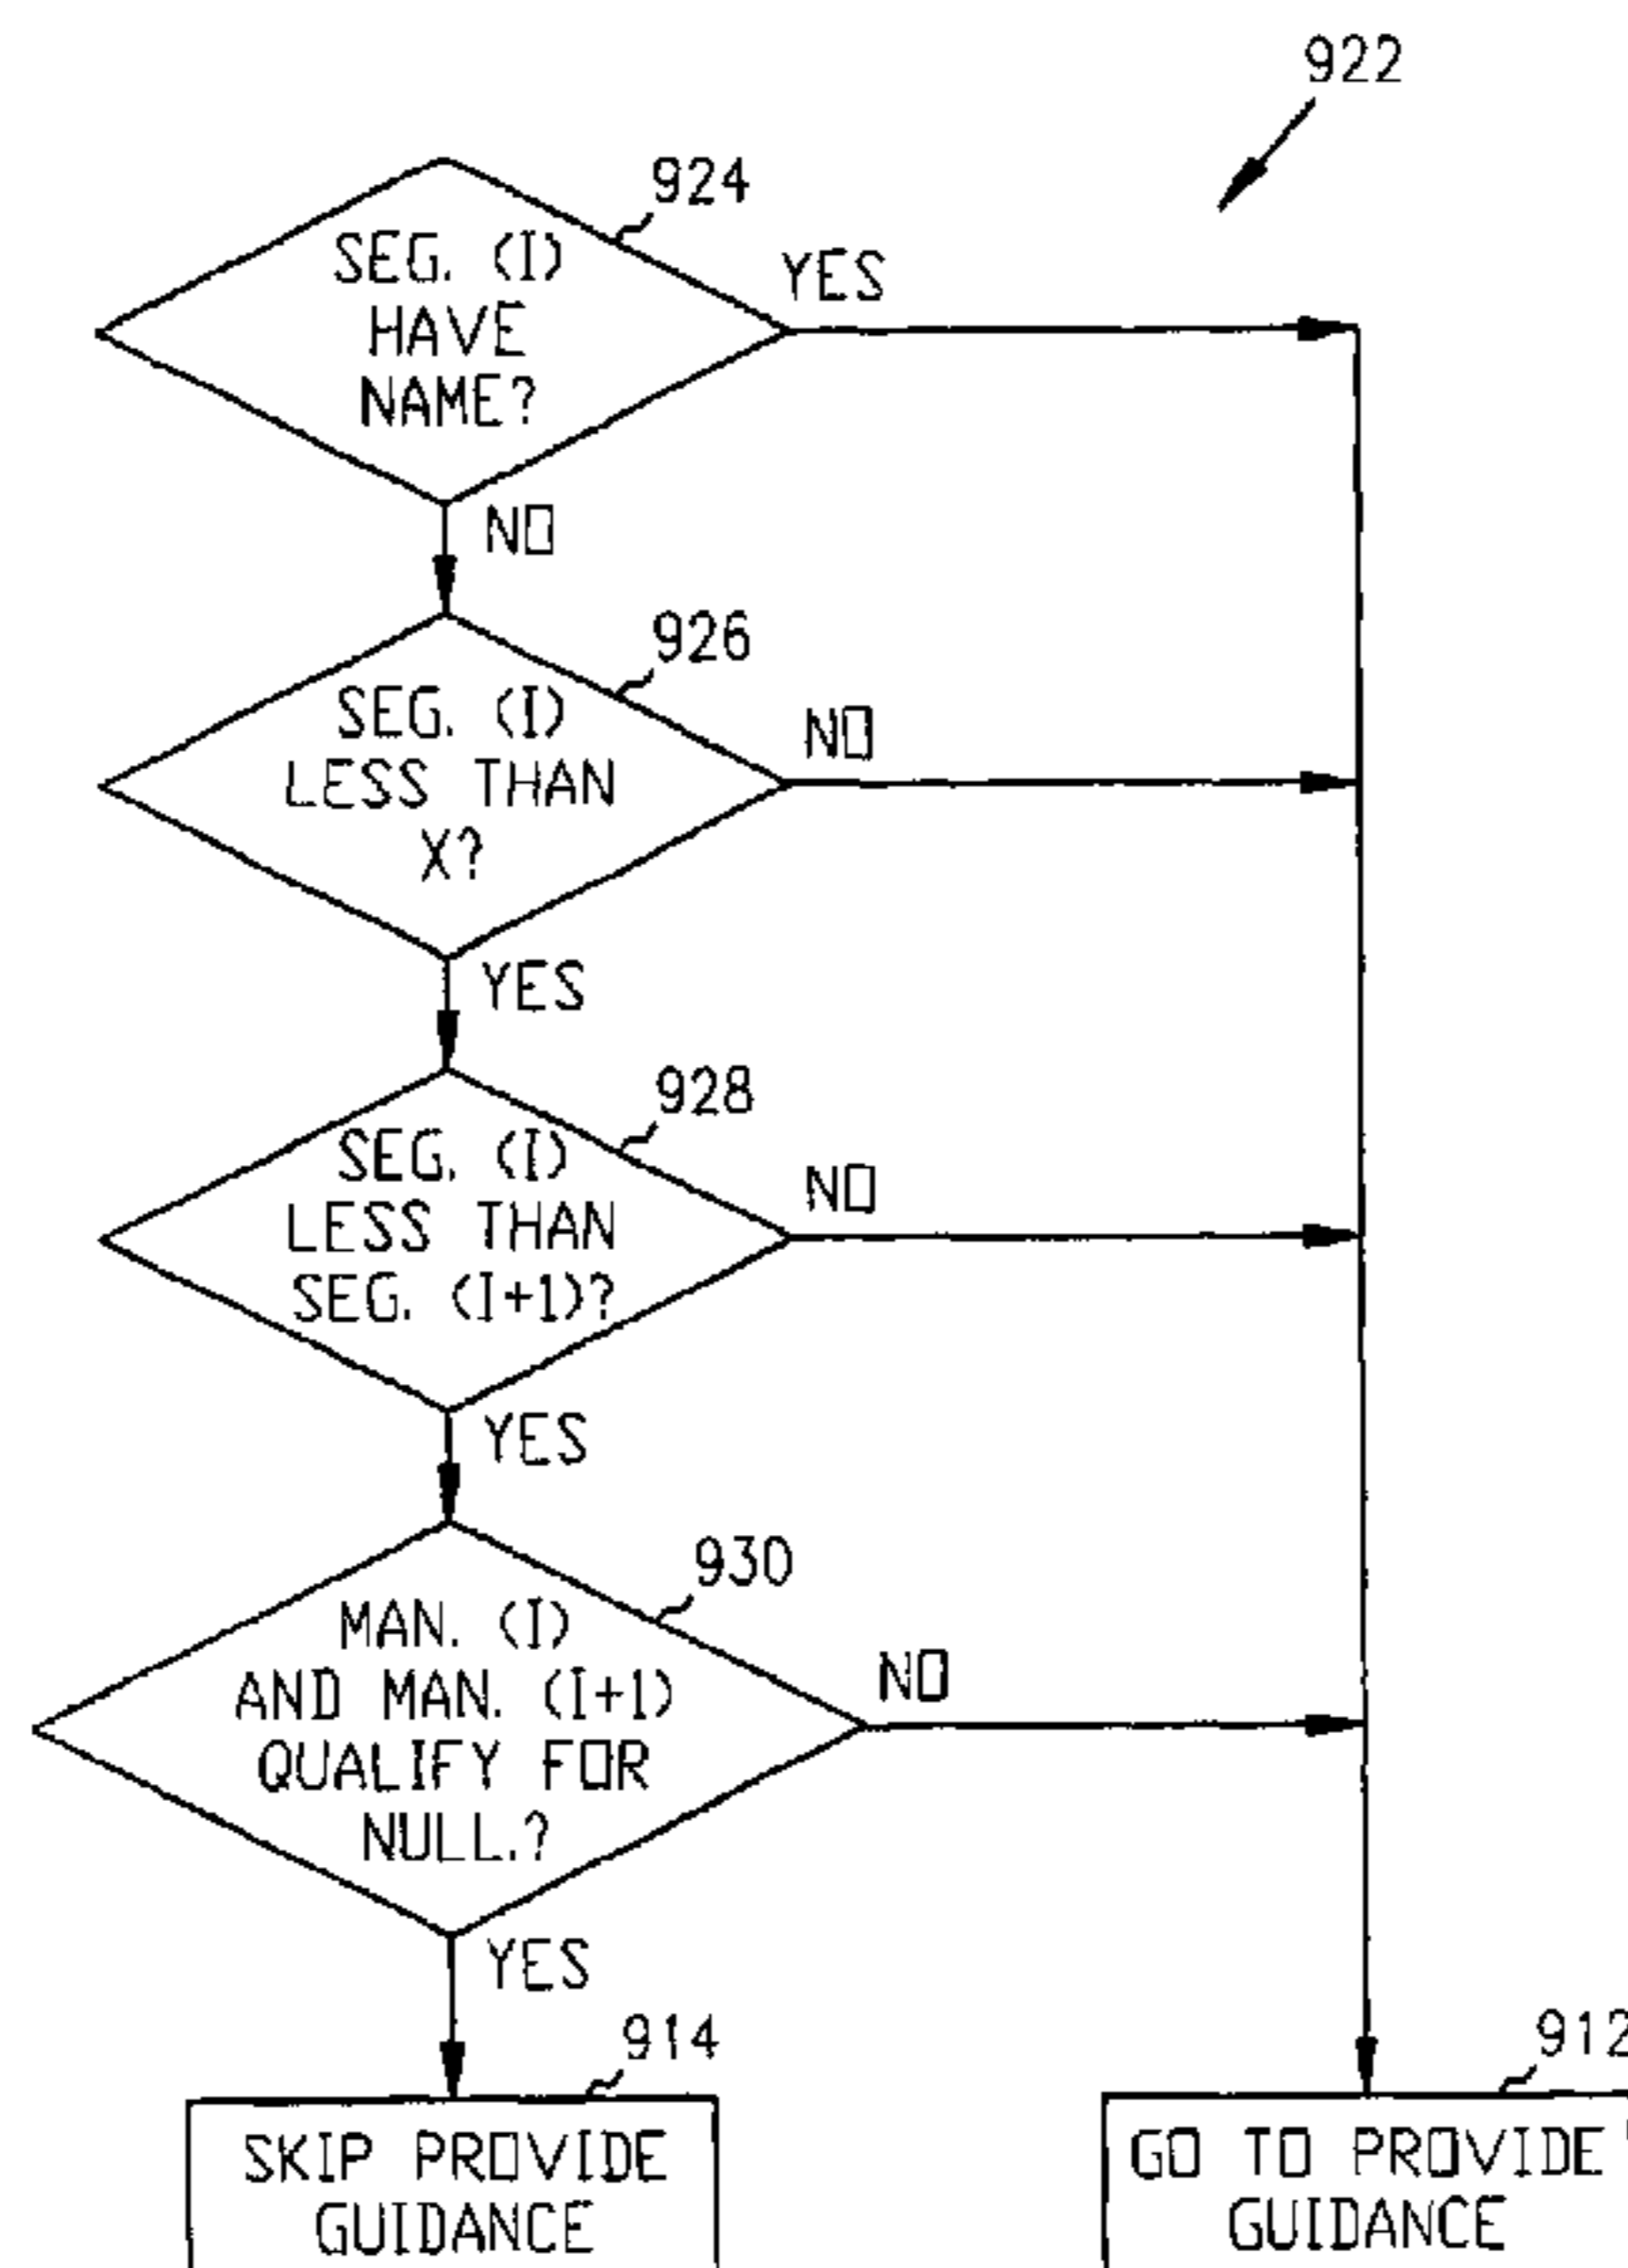 922
924
SEG. (I)
HAVE
NAME?
YES
NO
926
SEG. (I)
LESS THAN
X?
NO
YES
928
SEG. (I)
LESS THAN
SEG. (I+1)?
NO
YES
930
MAN. (I)
AND MAN. (I+1)
QUALIFY FOR
NULL.?
NO
YES
914
SKIP PROVIDE
GUIDANCE
912
GO TO PROVIDE
GUIDANCE